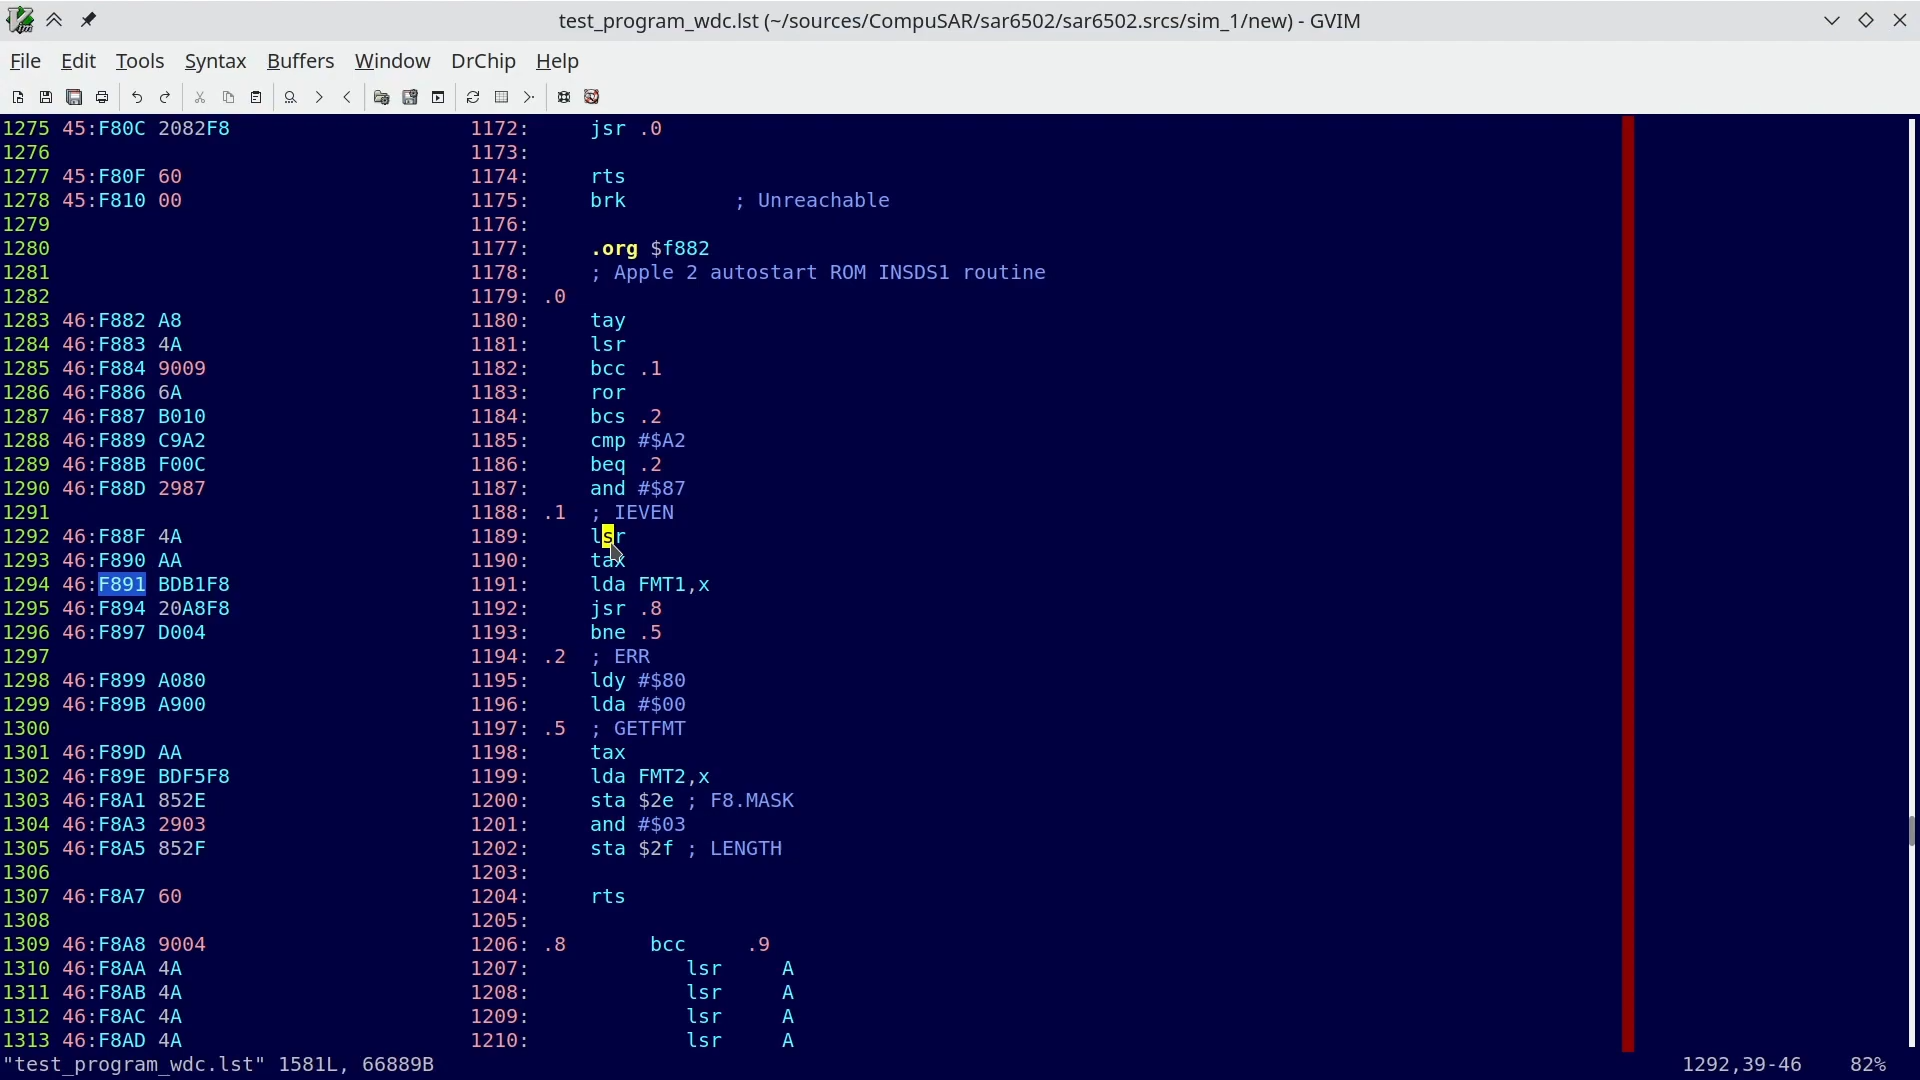 test_program_wdc.lst (~/sources/CompuSAR/sar6502/sar6502.srcs/sim_1/new) - GVIM
File Edit Tools Syntax Buffers Window DrChip Help
1275 45:F80C 2082F8 1172: jsr .0
1276 1173:
1277 45:F80F 60 1174: rts
1278 45:F810 00 1175: brk ; Unreachable
1279 1176:
1280 1177: .org $f882
1281 1178: ; Apple 2 autostart ROM INSDS1 routine
1282 1179: .0
1283 46:F882 A8 1180: tay
1284 46:F883 4A 1181: lsr
1285 46:F884 9009 1182: bcc .1
1286 46:F886 6A 1183: ror
1287 46:F887 B010 1184: bcs .2
1288 46:F889 C9A2 1185: cmp #$A2
1289 46:F88B F00C 1186: beq .2
1290 46:F88D 2987 1187: and #$87
1291 1188: .1 ; IEVEN
1292 46:F88F 4A 1189: lsr
1293 46:F890 AA 1190: tax
1294 46:F891 BDB1F8 1191: lda FMT1,x
1295 46:F894 20A8F8 1192: jsr .8
1296 46:F897 D004 1193: bne .5
1297 1194: .2 ; ERR
1298 46:F899 A080 1195: ldy #$80
1299 46:F89B A900 1196: lda #$00
1300 1197: .5 ; GETFMT
1301 46:F89D AA 1198: tax
1302 46:F89E BDF5F8 1199: lda FMT2,x
1303 46:F8A1 852E 1200: sta $2e ; F8.MASK
1304 46:F8A3 2903 1201: and #$03
1305 46:F8A5 852F 1202: sta $2f ; LENGTH
1306 1203:
1307 46:F8A7 60 1204: rts
1308 1205:
1309 46:F8A8 9004 1206: .8 bcc .9
1310 46:F8AA 4A 1207: lsr A
1311 46:F8AB 4A 1208: lsr A
1312 46:F8AC 4A 1209: lsr A
1313 46:F8AD 4A 1210: lsr A
"test_program_wdc.lst" 1581L, 66889B 1292,39-46 82%